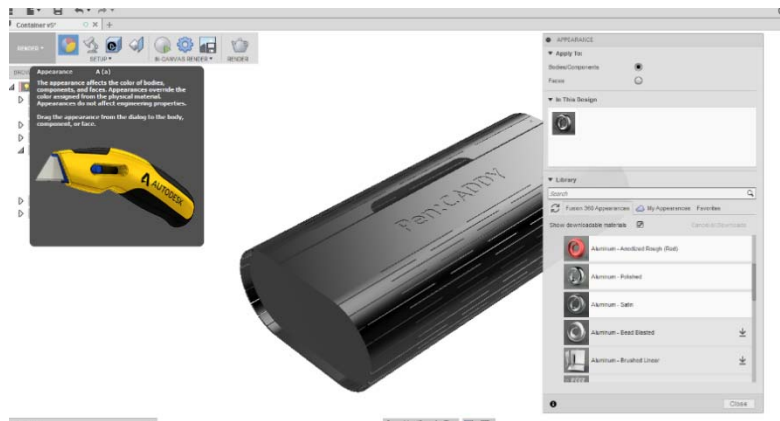 Container v5*
RENDER
SETUP
IN-CANVAS RENDER
RENDER
Appearance A (a)
The appearance affects the color of bodies,
components, and faces. Appearances override the
color assigned from the physical material.
Appearances do not affect engineering properties.
Drag the appearance from the dialog to the body,
component, or face.
AUTODESK
Pen:CADDY
APPEARANCE
Apply To:
Bodies/Components
Faces
In This Design
Library
Search
Fusion 360 Appearances My Appearances Favorites
Show downloadable materials
Aluminum - Anodized Rough (Red)
Aluminum - Polished
Aluminum - Satin
Aluminum - Bead Blasted
Aluminum - Brushed Linear
Close